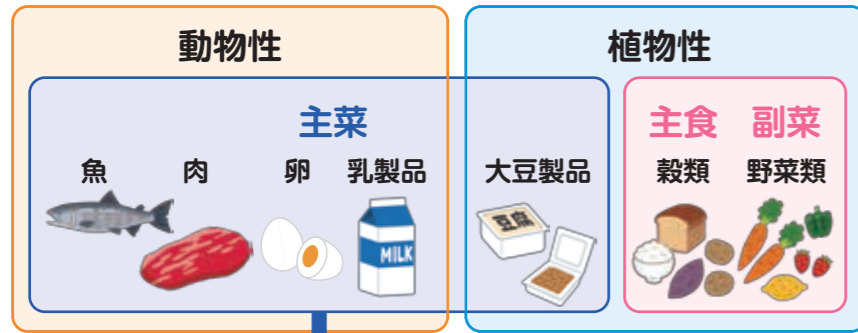 動物性
植物性
主菜
主食 副菜
魚 肉 卵 乳製品 大豆製品 穀類 野菜類
豆腐
MILK